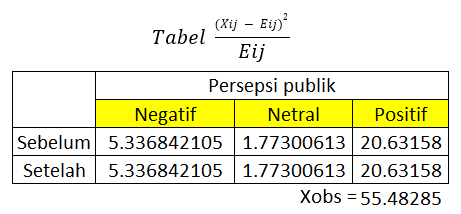 Tabel (Xij − Eij)² / Eij
Persepsi publik
Negatif Netral Positif
Sebelum 5.336842105 1.77300613 20.63158
Setelah 5.336842105 1.77300613 20.63158
Xobs = 55.48285